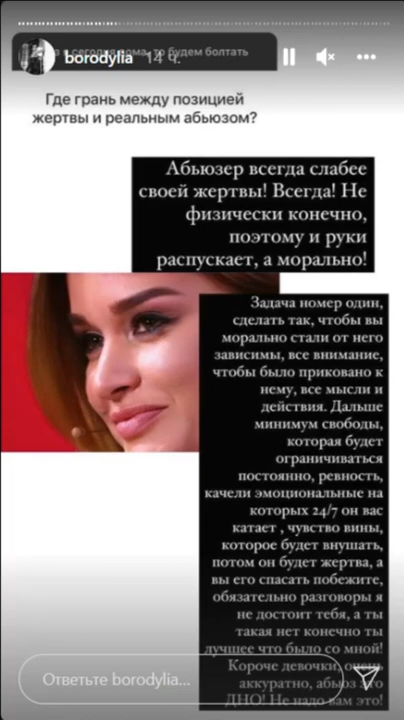 сегодня дома, то будем болтать
borodylia 14 ч.
Где грань между позицией
жертвы и реальным абьюзом?
Абьюзер всегда слабее
своей жертвы! Всегда! Не
физически конечно,
поэтому и руки
распускает, а морально!
Задача номер один,
сделать так, чтобы вы
морально стали от него
зависимы, все внимание,
чтобы было приковано к
нему, все мысли и
действия. Дальше
минимум свободы,
которая будет
ограничиваться
постоянно, ревность,
качели эмоциональные на
которых 24/7 он вас
катает , чувство вины,
которое будет внушать,
потом он будет жертва, а
вы его спасать побежите,
обязательно разговоры я
не достоит тебя, а ты
такая нет конечно ты
лучшее что было со мной!
Короче девочки, очень
аккуратно, абьюз это
ДНО! Не надо вам это!
Ответьте borodylia...